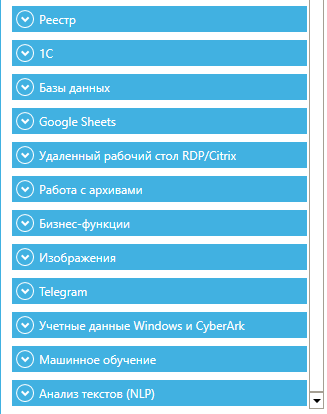 Реестр
1С
Базы данных
Google Sheets
Удаленный рабочий стол RDP/Citrix
Работа с архивами
Бизнес-функции
Изображения
Telegram
Учетные данные Windows и CyberArk
Машинное обучение
Анализ текстов (NLP)